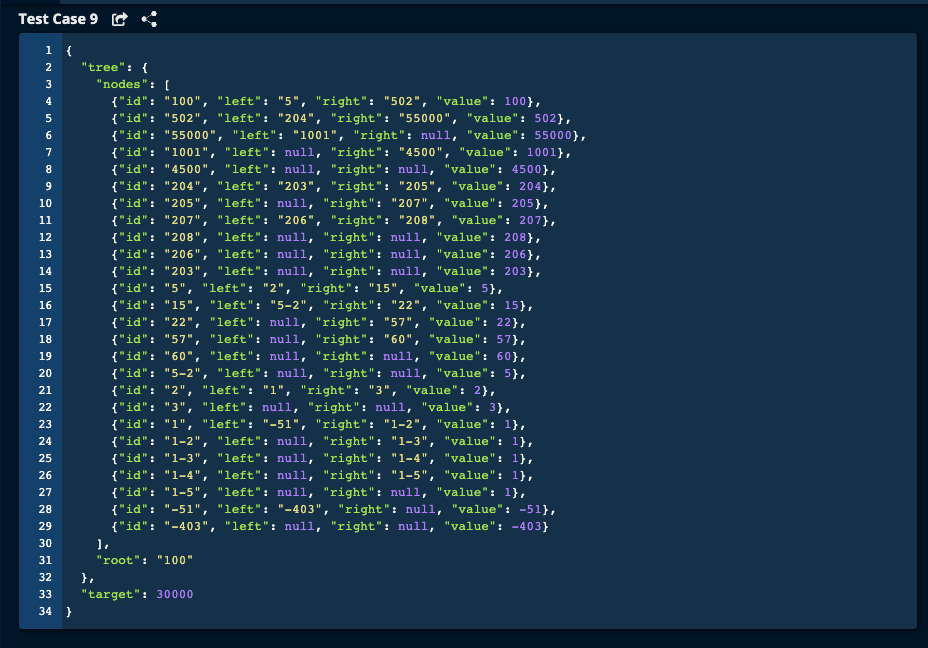 Test Case 9
1 {
2 "tree": {
3 "nodes": [
4 {"id": "100", "left": "5", "right": "502", "value": 100},
5 {"id": "502", "left": "204", "right": "55000", "value": 502},
6 {"id": "55000", "left": "1001", "right": null, "value": 55000},
7 {"id": "1001", "left": null, "right": "4500", "value": 1001},
8 {"id": "4500", "left": null, "right": null, "value": 4500},
9 {"id": "204", "left": "203", "right": "205", "value": 204},
10 {"id": "205", "left": null, "right": "207", "value": 205},
11 {"id": "207", "left": "206", "right": "208", "value": 207},
12 {"id": "208", "left": null, "right": null, "value": 208},
13 {"id": "206", "left": null, "right": null, "value": 206},
14 {"id": "203", "left": null, "right": null, "value": 203},
15 {"id": "5", "left": "2", "right": "15", "value": 5},
16 {"id": "15", "left": "5-2", "right": "22", "value": 15},
17 {"id": "22", "left": null, "right": "57", "value": 22},
18 {"id": "57", "left": null, "right": "60", "value": 57},
19 {"id": "60", "left": null, "right": null, "value": 60},
20 {"id": "5-2", "left": null, "right": null, "value": 5},
21 {"id": "2", "left": "1", "right": "3", "value": 2},
22 {"id": "3", "left": null, "right": null, "value": 3},
23 {"id": "1", "left": "-51", "right": "1-2", "value": 1},
24 {"id": "1-2", "left": null, "right": "1-3", "value": 1},
25 {"id": "1-3", "left": null, "right": "1-4", "value": 1},
26 {"id": "1-4", "left": null, "right": "1-5", "value": 1},
27 {"id": "1-5", "left": null, "right": null, "value": 1},
28 {"id": "-51", "left": "-403", "right": null, "value": -51},
29 {"id": "-403", "left": null, "right": null, "value": -403}
30 ],
31 "root": "100"
32 },
33 "target": 30000
34 }